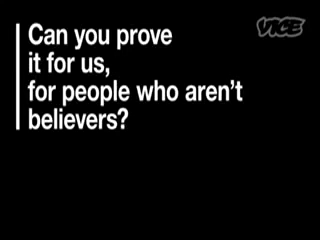 VICE
Can you prove
it for us,
for people who aren't
believers?